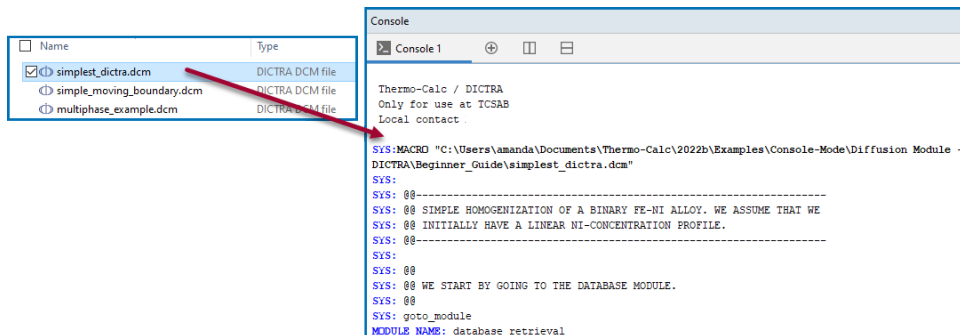 Name Type
simplest_dictra.dcm DICTRA DCM file
simple_moving_boundary.dcm DICTRA DCM file
multiphase_example.dcm DICTRA DCM file
Console
Console 1
Thermo-Calc / DICTRA
Only for use at TCSAB
Local contact
SYS:MACRO "C:\Users\amanda\Documents\Thermo-Calc\2022b\Examples\Console-Mode\Diffusion Module -
DICTRA\Beginner_Guide\simplest_dictra.dcm"
SYS:
SYS: @@-----------------------------------------------------------------
SYS: @@ SIMPLE HOMOGENIZATION OF A BINARY FE-NI ALLOY. WE ASSUME THAT WE
SYS: @@ INITIALLY HAVE A LINEAR NI-CONCENTRATION PROFILE.
SYS: @@-----------------------------------------------------------------
SYS:
SYS: @@
SYS: @@ WE START BY GOING TO THE DATABASE MODULE.
SYS: @@
SYS: goto_module
MODULE NAME: database retrieval